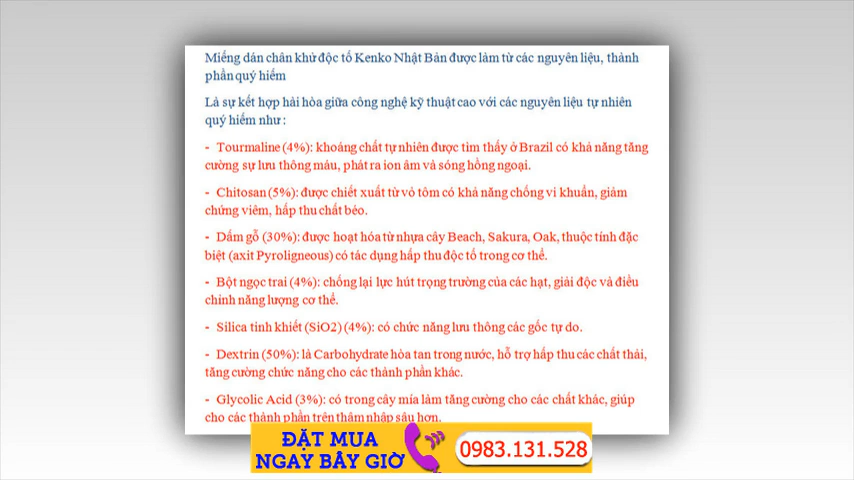 Miếng dán chân khử độc tố Kenko Nhật Bản được làm từ các nguyên liệu, thành
phần quý hiếm
Là sự kết hợp hài hòa giữa công nghệ kỹ thuật cao với các nguyên liệu tự nhiên
quý hiếm như :
- Tourmaline (4%): khoáng chất tự nhiên được tìm thấy ở Brazil có khả năng tăng
cường sự lưu thông máu, phát ra ion âm và sóng hồng ngoại.
- Chitosan (5%): được chiết xuất từ vỏ tôm có khả năng chống vi khuẩn, giảm
chứng viêm, hấp thu chất béo.
- Dấm gỗ (30%): được hoạt hóa từ nhựa cây Beach, Sakura, Oak, thuộc tính đặc
biệt (axit Pyroligneous) có tác dụng hấp thu độc tố trong cơ thể.
- Bột ngọc trai (4%): chống lại lực hút trọng trường của các hạt, giải độc và điều
chỉnh năng lượng cơ thể.
- Silica tinh khiết (SiO2) (4%): có chức năng lưu thông các gốc tự do.
- Dextrin (50%): là Carbohydrate hòa tan trong nước, hỗ trợ hấp thu các chất thải,
tăng cường chức năng cho các thành phần khác.
- Glycolic Acid (3%): có trong cây mía làm tăng cường cho các chất khác, giúp
cho các thành phần trên thâm nhập sâu hơn.
ĐẶT MUA
NGAY BÂY GIỜ
0983.131.528